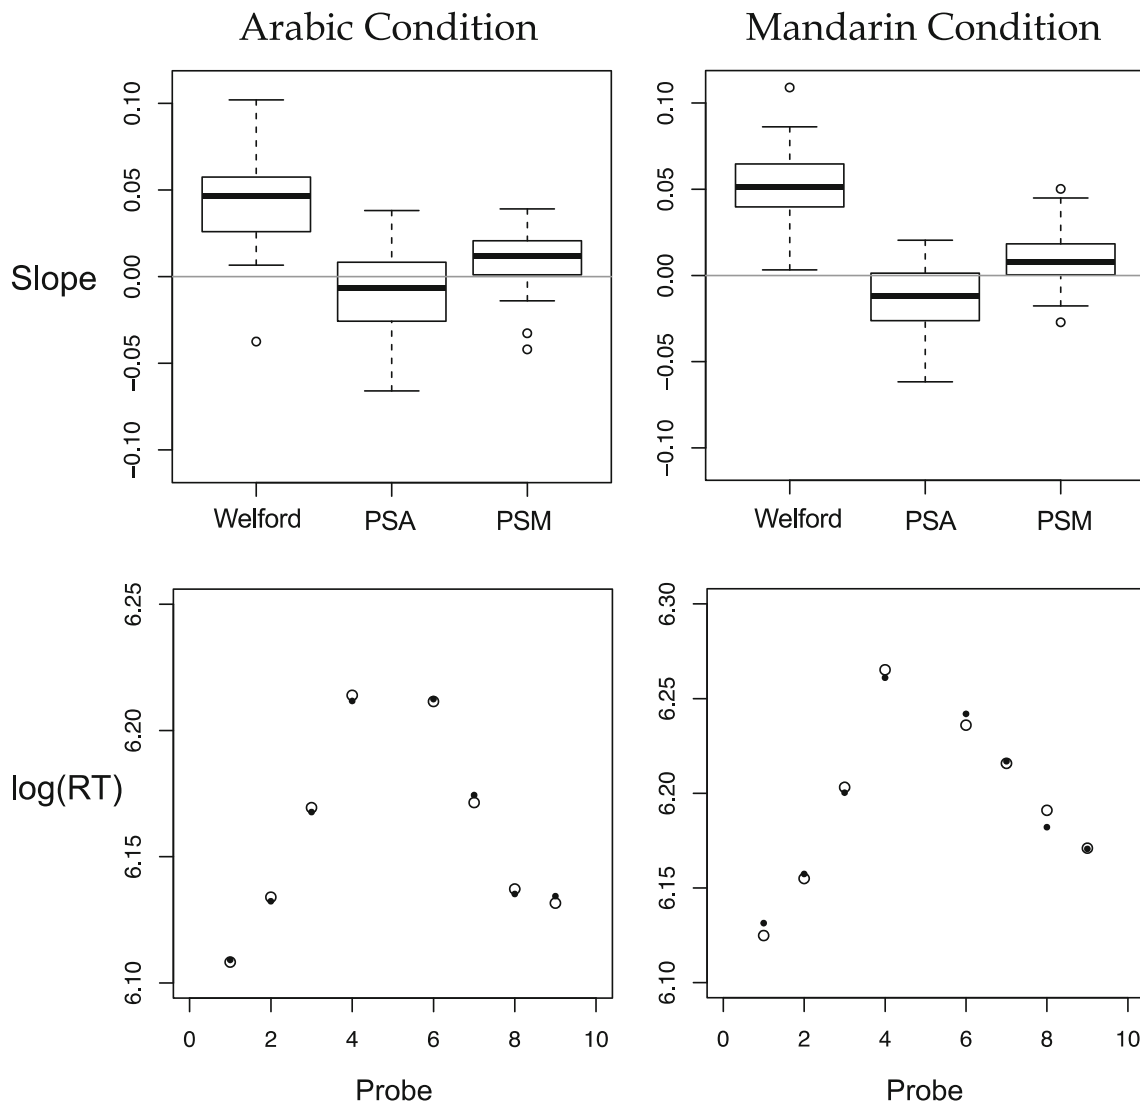 Arabic Condition
Mandarin Condition
Slope
0.10
0.05
0.00
−0.05
−0.10
Welford PSA PSM
0.10
0.05
0.00
−0.05
−0.10
Welford PSA PSM
log(RT)
6.25
6.20
6.15
6.10
0 2 4 6 8 10
Probe
6.30
6.25
6.20
6.15
6.10
0 2 4 6 8 10
Probe